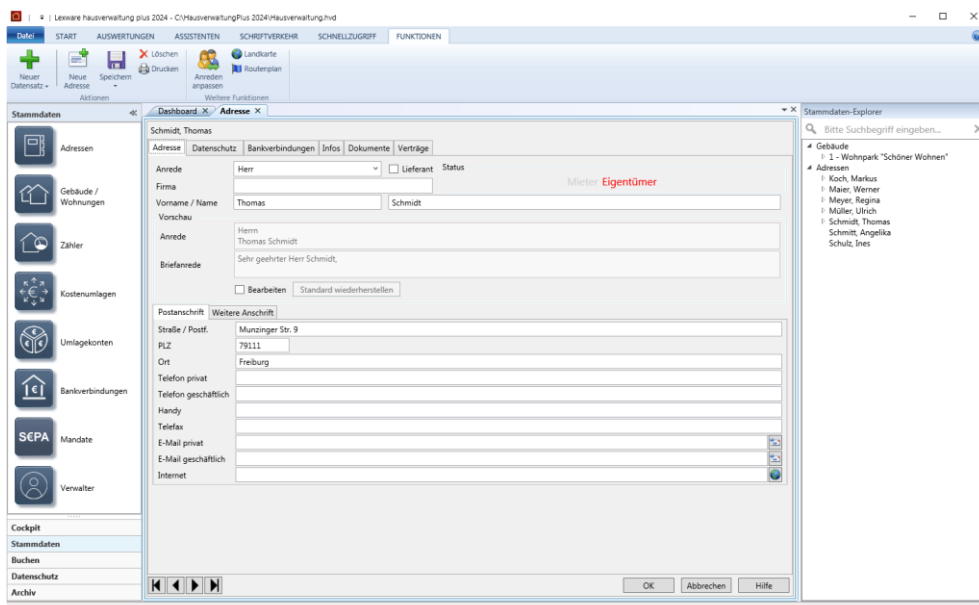 Lexware hausverwaltung plus 2024 - C:\HausverwaltungPlus 2024\Hausverwaltung.hvd
Datei START AUSWERTUNGEN ASSISTENTEN SCHRIFTVERKEHR SCHNELLZUGRIFF FUNKTIONEN
Neuer Datensatz
Neue Adresse
Speichern
Löschen
Drucken
Anreden anpassen
Landkarte
Routenplan
Aktionen
Weitere Funktionen
Stammdaten
Adressen
Gebäude / Wohnungen
Zähler
Kostenumlagen
Umlagekonten
Bankverbindungen
S€PA Mandate
Verwalter
Cockpit
Stammdaten
Buchen
Datenschutz
Archiv
Dashboard X Adresse X
Schmidt, Thomas
Adresse Datenschutz Bankverbindungen Infos Dokumente Verträge
Anrede Herr Lieferant Status
Mieter Eigentümer
Firma
Vorname / Name Thomas Schmidt
Vorschau
Anrede Herrn
Thomas Schmidt
Briefanrede Sehr geehrter Herr Schmidt,
Bearbeiten Standard wiederherstellen
Postanschrift Weitere Anschrift
Straße / Postf. Munzinger Str. 9
PLZ 79111
Ort Freiburg
Telefon privat
Telefon geschäftlich
Handy
Telefax
E-Mail privat
E-Mail geschäftlich
Internet
OK Abbrechen Hilfe
Stammdaten-Explorer
Bitte Suchbegriff eingeben...
Gebäude
1 - Wohnpark "Schöner Wohnen"
Adressen
Koch, Markus
Maier, Werner
Meyer, Regina
Müller, Ulrich
Schmidt, Thomas
Schmitt, Angelika
Schulz, Ines